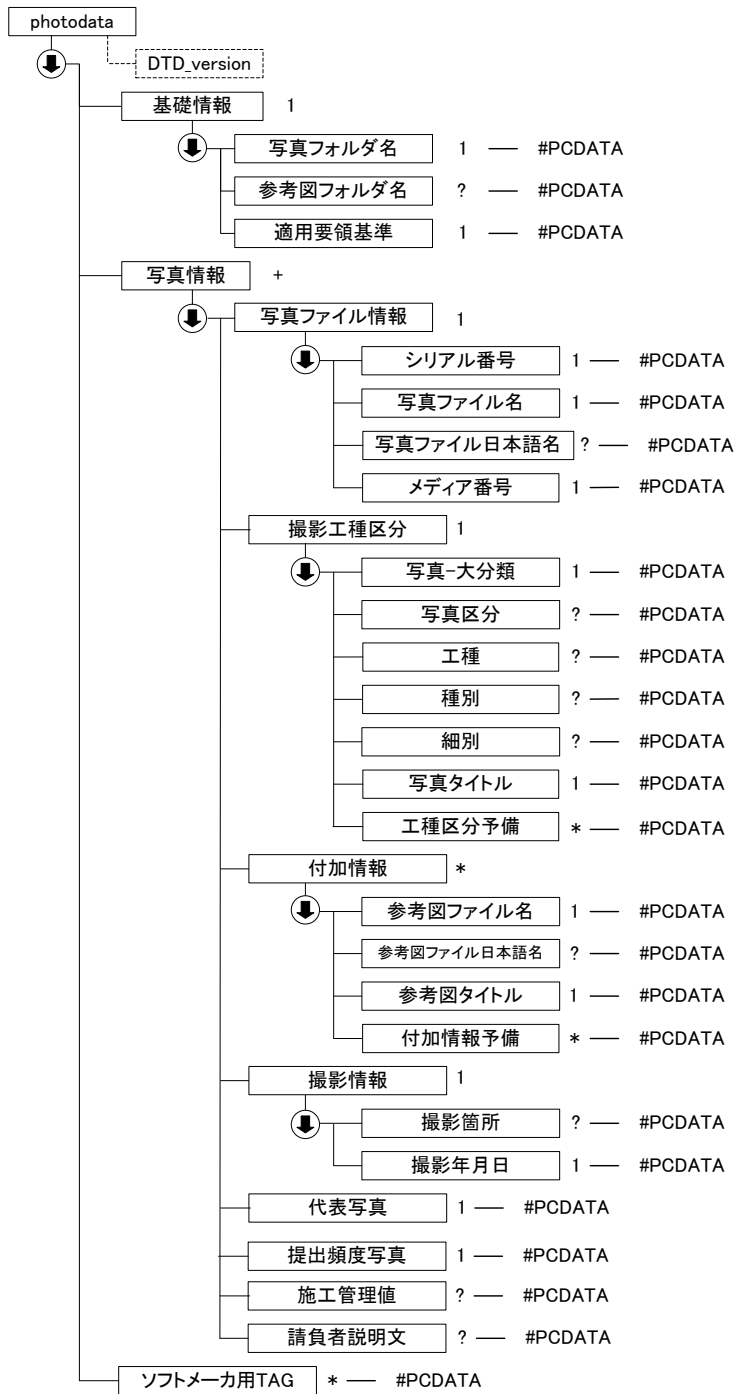 photodata
DTD_version
基礎情報 1
写真フォルダ名 1 #PCDATA
参考図フォルダ名 ? #PCDATA
適用要領基準 1 #PCDATA
写真情報 +
写真ファイル情報 1
シリアル番号 1 #PCDATA
写真ファイル名 1 #PCDATA
写真ファイル日本語名 ? #PCDATA
メディア番号 1 #PCDATA
撮影工種区分 1
写真-大分類 1 #PCDATA
写真区分 ? #PCDATA
工種 ? #PCDATA
種別 ? #PCDATA
細別 ? #PCDATA
写真タイトル 1 #PCDATA
工種区分予備 * #PCDATA
付加情報 *
参考図ファイル名 1 #PCDATA
参考図ファイル日本語名 ? #PCDATA
参考図タイトル 1 #PCDATA
付加情報予備 * #PCDATA
撮影情報 1
撮影箇所 ? #PCDATA
撮影年月日 1 #PCDATA
代表写真 1 #PCDATA
提出頻度写真 1 #PCDATA
施工管理値 ? #PCDATA
請負者説明文 ? #PCDATA
ソフトメーカ用TAG * #PCDATA